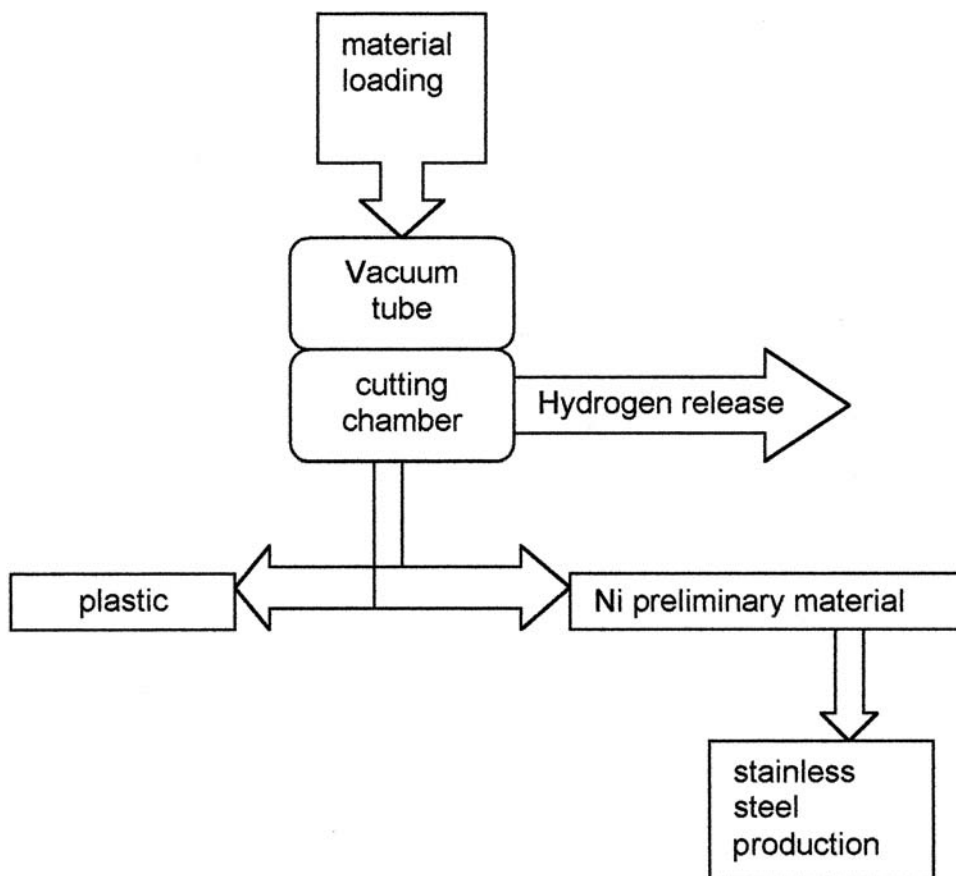 material
loading
Vacuum
tube
cutting
chamber
Hydrogen release
plastic
Ni preliminary material
stainless
steel
production